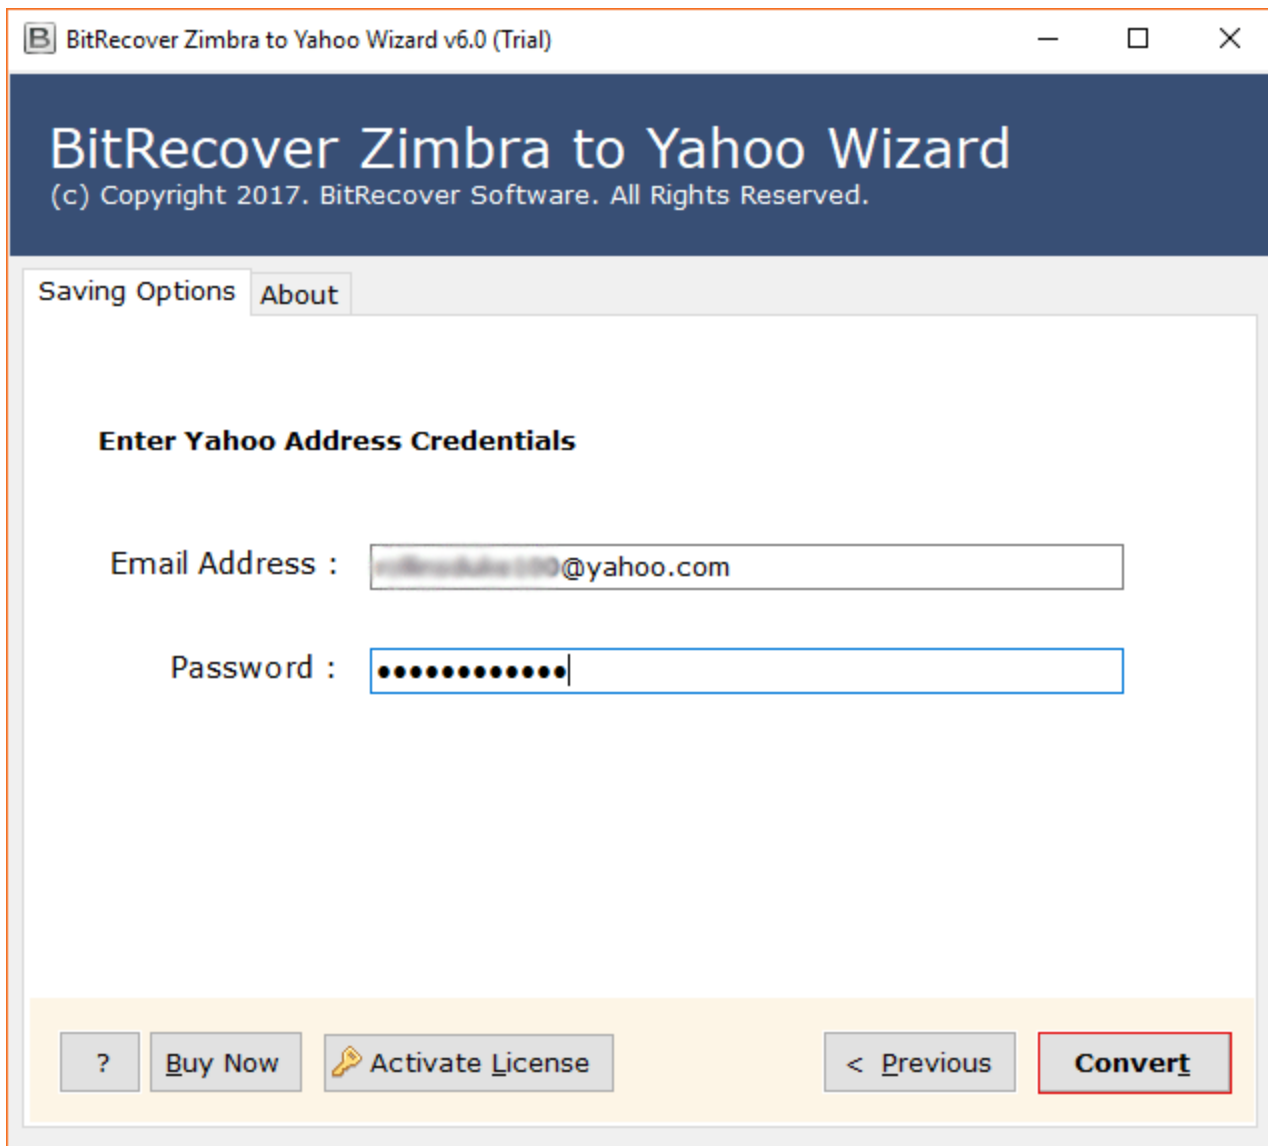 BitRecover Zimbra to Yahoo Wizard v6.0 (Trial)
BitRecover Zimbra to Yahoo Wizard
(c) Copyright 2017. BitRecover Software. All Rights Reserved.
Saving Options About
Enter Yahoo Address Credentials
Email Address : @yahoo.com
Password : ••••••••••••
? Buy Now Activate License < Previous Convert